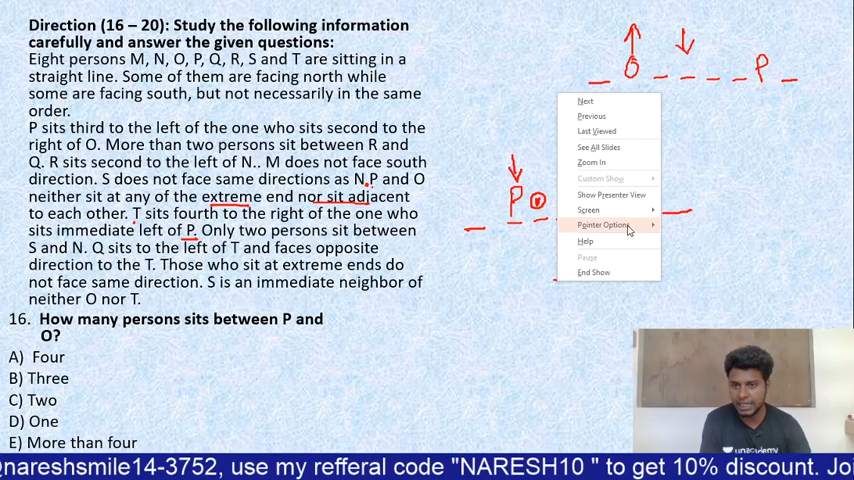 Direction (16 – 20): Study the following information
carefully and answer the given questions:
Eight persons M, N, O, P, Q, R, S and T are sitting in a
straight line. Some of them are facing north while
some are facing south, but not necessarily in the same
order.
P sits third to the left of the one who sits second to the
right of O. More than two persons sit between R and
Q. R sits second to the left of N.. M does not face south
direction. S does not face same directions as N.P and O
neither sit at any of the extreme end nor sit adjacent
to each other. T sits fourth to the right of the one who
sits immediate left of P. Only two persons sit between
S and N. Q sits to the left of T and faces opposite
direction to the T. Those who sit at extreme ends do
not face same direction. S is an immediate neighbor of
neither O nor T.
16. How many persons sits between P and
O?
A) Four
B) Three
C) Two
D) One
E) More than four
O P
P
Next
Previous
Last Viewed
See All Slides
Zoom In
Custom Show
Show Presenter View
Screen
Pointer Options
Help
Pause
End Show
unacademy
@nareshsmile14-3752, use my refferal code "NARESH10 " to get 10% discount. Joi